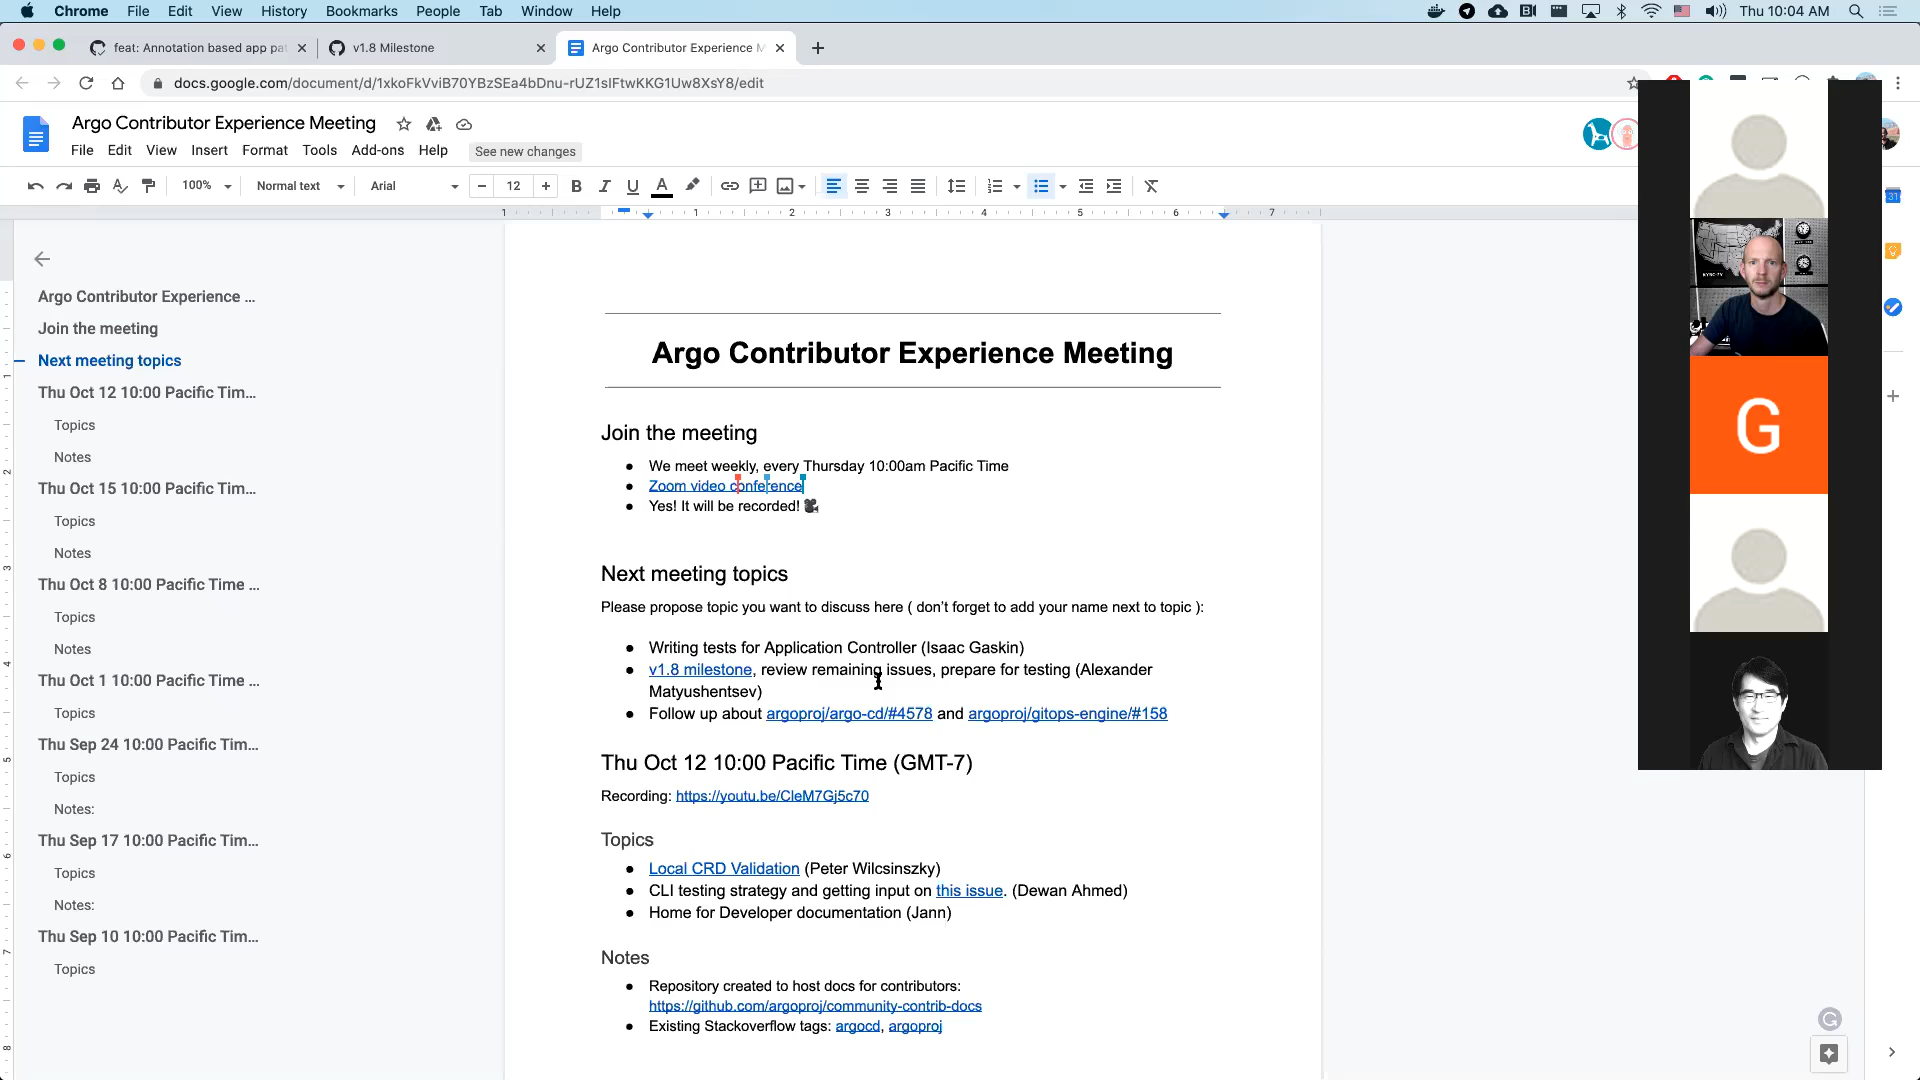 Chrome File Edit View History Bookmarks People Tab Window Help Thu 10:04 AM
feat: Annotation based app pat
v1.8 Milestone
Argo Contributor Experience M
docs.google.com/document/d/1xkoFkVviB70YBzSEa4bDnu-rUZ1sIFtwKKG1Uw8XsY8/edit
Argo Contributor Experience Meeting
File Edit View Insert Format Tools Add-ons Help See new changes
100% Normal text Arial 12
1 1 2 3 4 5 6 7
Argo Contributor Experience ...
Join the meeting
Next meeting topics
Thu Oct 12 10:00 Pacific Tim...
Topics
Notes
Thu Oct 15 10:00 Pacific Tim...
Topics
Notes
Thu Oct 8 10:00 Pacific Time ...
Topics
Notes
Thu Oct 1 10:00 Pacific Time ...
Topics
Thu Sep 24 10:00 Pacific Tim...
Topics
Notes:
Thu Sep 17 10:00 Pacific Tim...
Topics
Notes:
Thu Sep 10 10:00 Pacific Tim...
Topics
Argo Contributor Experience Meeting
Join the meeting
● We meet weekly, every Thursday 10:00am Pacific Time
● Zoom video conference
● Yes! It will be recorded! 🎥
Next meeting topics
Please propose topic you want to discuss here ( don't forget to add your name next to topic ):
● Writing tests for Application Controller (Isaac Gaskin)
● v1.8 milestone, review remaining issues, prepare for testing (Alexander
Matyushentsev)
● Follow up about argoproj/argo-cd/#4578 and argoproj/gitops-engine/#158
Thu Oct 12 10:00 Pacific Time (GMT-7)
Recording: https://youtu.be/CleM7Gj5c70
Topics
● Local CRD Validation (Peter Wilcsinszky)
● CLI testing strategy and getting input on this issue. (Dewan Ahmed)
● Home for Developer documentation (Jann)
Notes
● Repository created to host docs for contributors:
https://github.com/argoproj/community-contrib-docs
● Existing Stackoverflow tags: argocd, argoproj
G
31